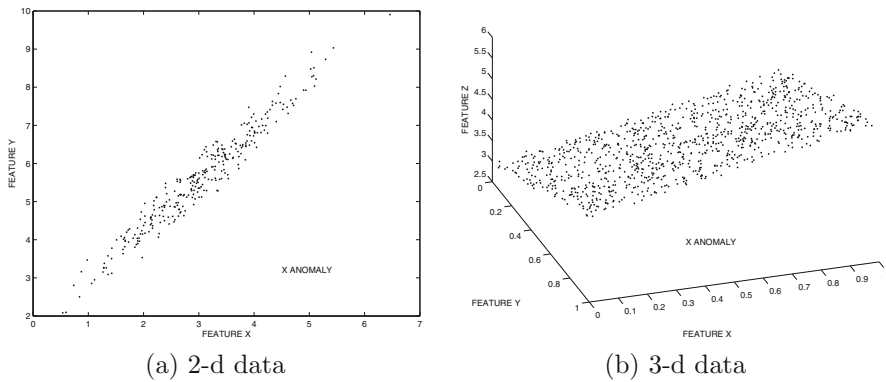 10
9
8
7
6
5
4
3
2
FEATURE Y
X ANOMALY
0 1 2 3 4 5 6 7
FEATURE X
(a) 2-d data
6
5.5
5
4.5
4
3.5
3
2.5
FEATURE Z
0
0.2
0.4
0.6
0.8
1
FEATURE Y
X ANOMALY
0 0.1 0.2 0.3 0.4 0.5 0.6 0.7 0.8 0.9
FEATURE X
(b) 3-d data